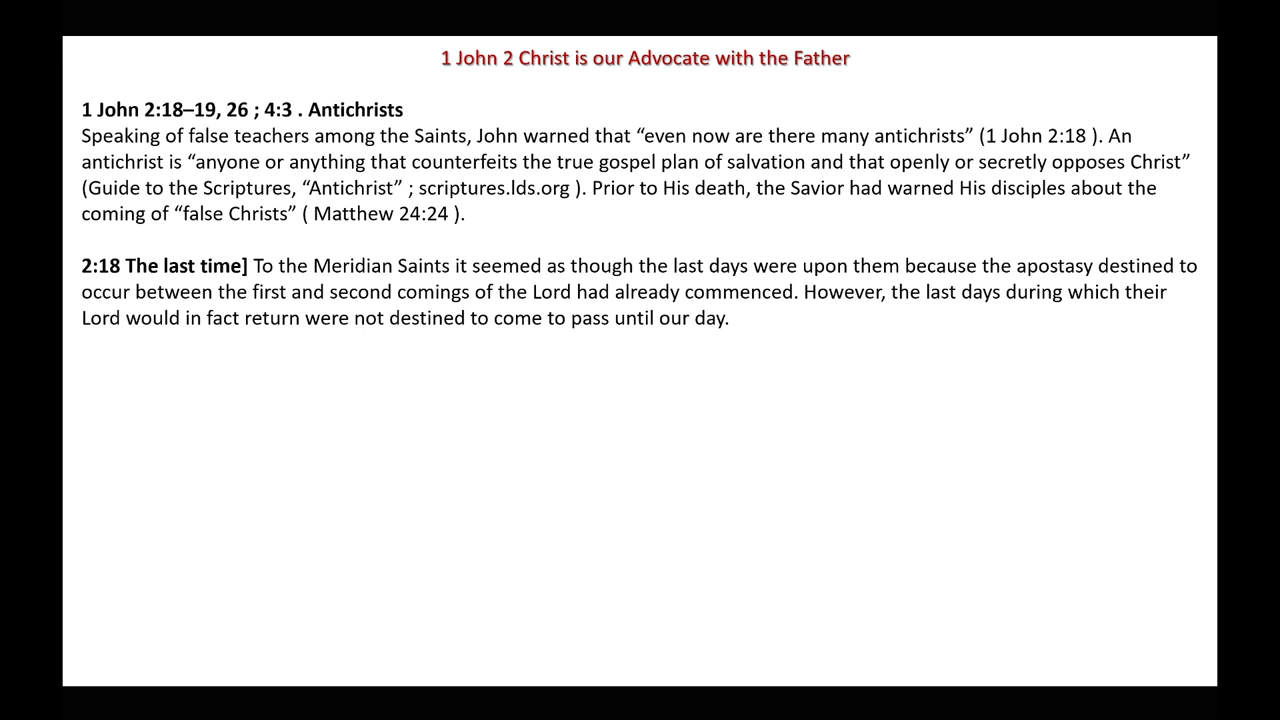 1 John 2 Christ is our Advocate with the Father
1 John 2:18–19, 26 ; 4:3 . Antichrists
Speaking of false teachers among the Saints, John warned that “even now are there many antichrists” (1 John 2:18 ). An
antichrist is “anyone or anything that counterfeits the true gospel plan of salvation and that openly or secretly opposes Christ”
(Guide to the Scriptures, “Antichrist” ; scriptures.lds.org ). Prior to His death, the Savior had warned His disciples about the
coming of “false Christs” ( Matthew 24:24 ).
2:18 The last time] To the Meridian Saints it seemed as though the last days were upon them because the apostasy destined to
occur between the first and second comings of the Lord had already commenced. However, the last days during which their
Lord would in fact return were not destined to come to pass until our day.